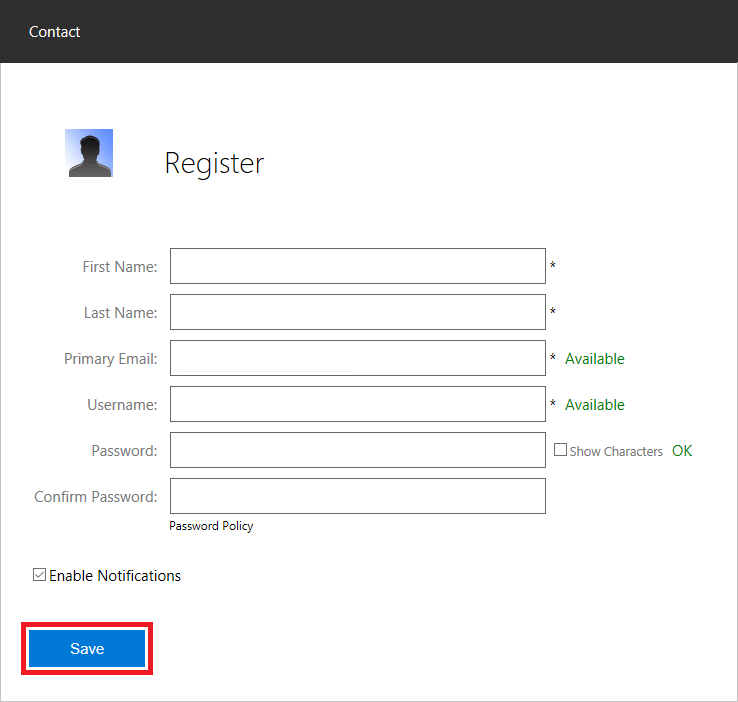 Contact
Register
First Name: *
Last Name: *
Primary Email: * Available
Username: * Available
Password: Show Characters OK
Confirm Password:
Password Policy
Enable Notifications
Save